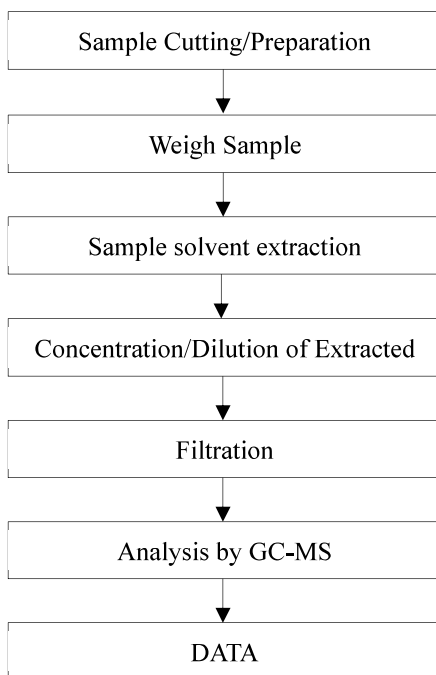 Sample Cutting/Preparation
Weigh Sample
Sample solvent extraction
Concentration/Dilution of Extracted
Filtration
Analysis by GC-MS
DATA